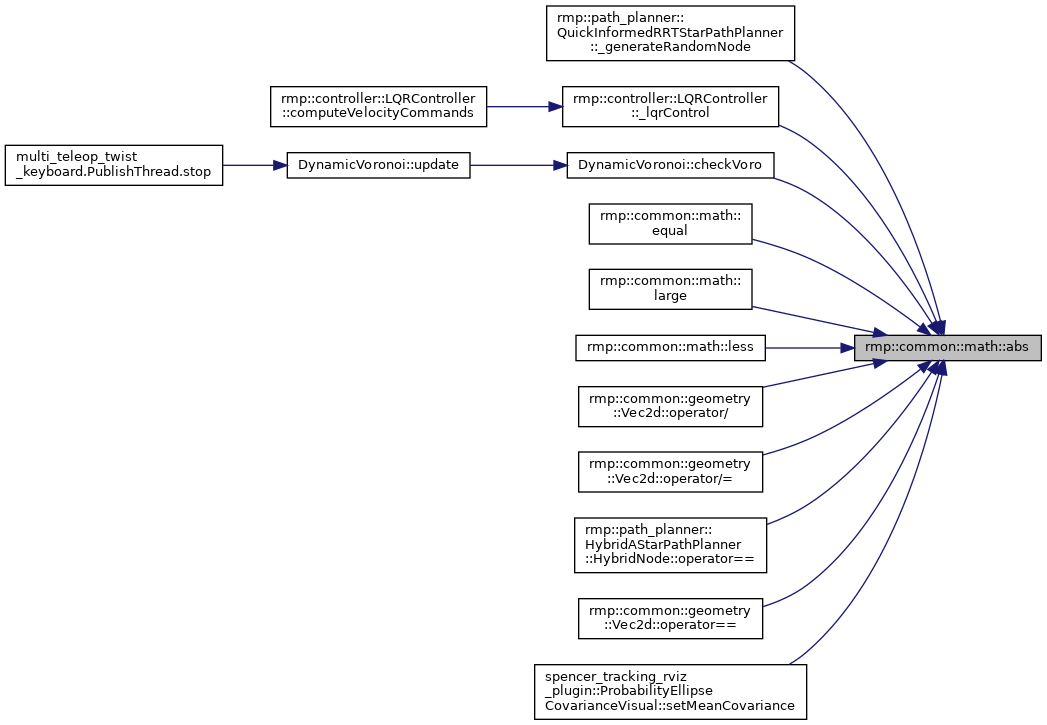 rmp::path_planner::
QuickInformedRRTStarPathPlanner
::_generateRandomNode
rmp::controller::LQRController
::computeVelocityCommands
rmp::controller::LQRController
::_lqrControl
multi_teleop_twist
_keyboard.PublishThread.stop
DynamicVoronoi::update
DynamicVoronoi::checkVoro
rmp::common::math::
equal
rmp::common::math::
large
rmp::common::math::less
rmp::common::math::abs
rmp::common::geometry
::Vec2d::operator/
rmp::common::geometry
::Vec2d::operator/=
rmp::path_planner::
HybridAStarPathPlanner
::HybridNode::operator==
rmp::common::geometry
::Vec2d::operator==
spencer_tracking_rviz
_plugin::ProbabilityEllipse
CovarianceVisual::setMeanCovariance